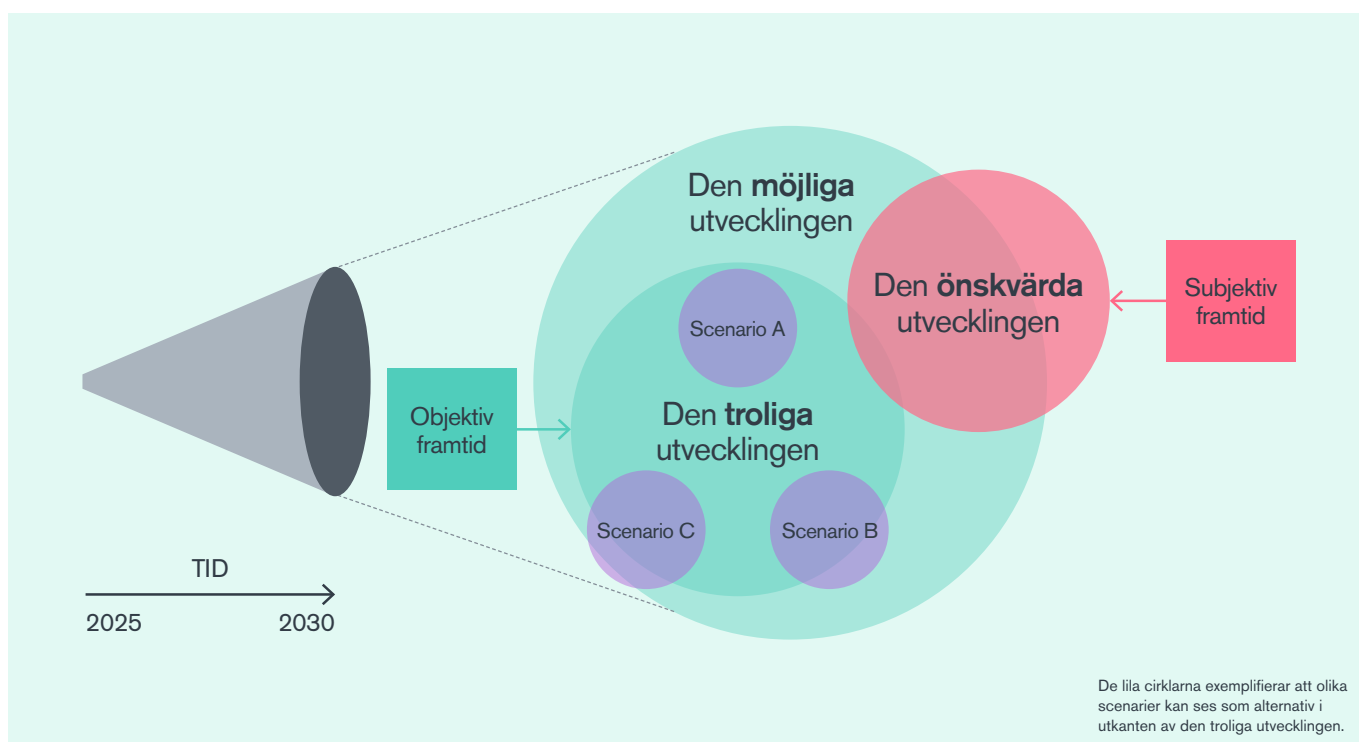 Den möjliga
utvecklingen
Den önskvärda
utvecklingen
Subjektiv
framtid
Scenario A
Objektiv
framtid
Den troliga
utvecklingen
Scenario C
Scenario B
TID
2025
2030
De lila cirklarna exemplifierar att olika
scenarier kan ses som alternativ i
utkanten av den troliga utvecklingen.